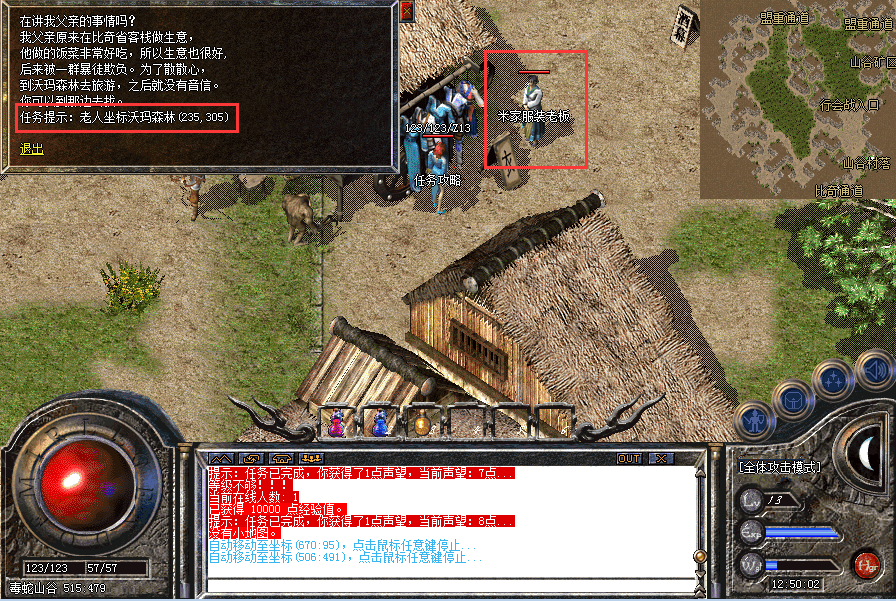 在讲我父亲的事情吗?
我父亲原来在比奇省客栈做生意,
他做的饭菜非常好吃, 所以生意也很好,
后来被一群暴徒欺负。为了散散心,
到沃玛森林去旅游, 之后就没有音信。
你可以到那边去找。
任务提示: 老人坐标沃玛森林(235,305)
退出
酒馆
盟重通道
盟重通道
山谷矿区
行会战入口
山谷村落
比奇通道
米家服装老板
123/123/Z13
任务攻略
OUT
提示: 任务已完成, 你获得了1点声望, 当前声望: 7点...
等级不够!!!
当前在线人数: 1
已获得 10000 点经验值。
提示: 任务已完成, 你获得了1点声望, 当前声望: 8点...
没有小地图。
自动移动至坐标(670:95), 点击鼠标任意键停止...
自动移动至坐标(506:491), 点击鼠标任意键停止...
[全体攻击模式]
Lv 13
Exp
W
12:50:02
123/123 57/57
毒蛇山谷 515:479